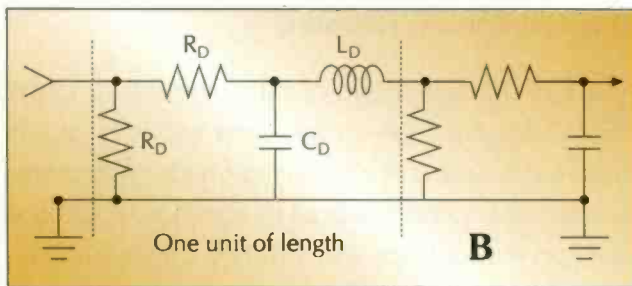 R_D L_D
R_D C_D
One unit of length B